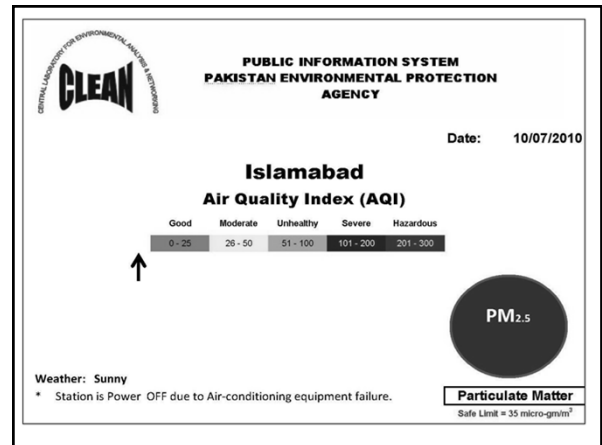 CENTRAL LABORATORY FOR ENVIRONMENTAL ANALYSIS & NETWORKING
CLEAN
PUBLIC INFORMATION SYSTEM
PAKISTAN ENVIRONMENTAL PROTECTION
AGENCY
Date: 10/07/2010
Islamabad
Air Quality Index (AQI)
Good Moderate Unhealthy Severe Hazardous
0 - 25 26 - 50 51 - 100 101 - 200 201 - 300
PM2.5
Weather: Sunny
* Station is Power OFF due to Air-conditioning equipment failure.
Particulate Matter
Safe Limit = 35 micro-gm/m³